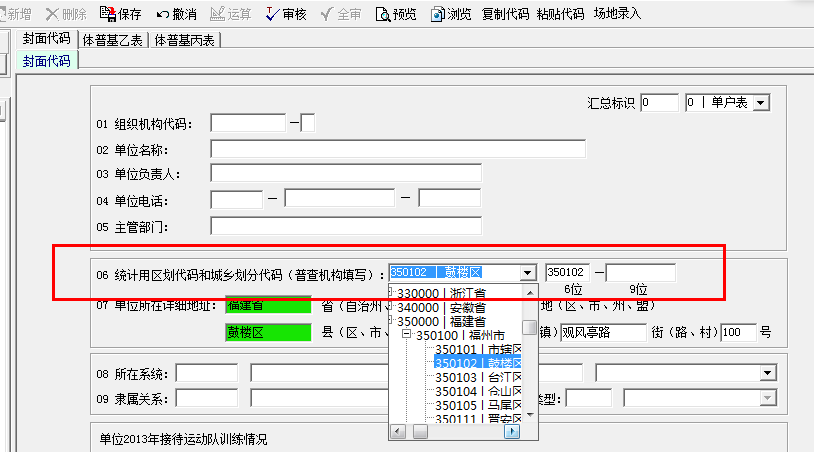 新增 删除 保存 撤消 运算 审核 全审 预览 浏览 复制代码 粘贴代码 场地录入
封面代码 体普基乙表 体普基丙表
封面代码
汇总标识 0 0 | 单户表
01 组织机构代码: —
02 单位名称:
03 单位负责人:
04 单位电话: — —
05 主管部门:
06 统计用区划代码和城乡划分代码(普查机构填写): 350102 | 鼓楼区 350102 —
6位 9位
07 单位所在详细地址: 福建省 省(自治州、 地(区、市、州、盟)
鼓楼区 县(区、市、 镇) 观风亭路 街(路、村) 100 号
330000 | 浙江省
340000 | 安徽省
350000 | 福建省
350100 | 福州市
350101 | 市辖区
350102 | 鼓楼区
350103 | 台江区
350104 | 仓山区
350105 | 马尾区
350111 | 晋安区
08 所在系统:
09 隶属关系: 类型:
单位2013年接待运动队训练情况